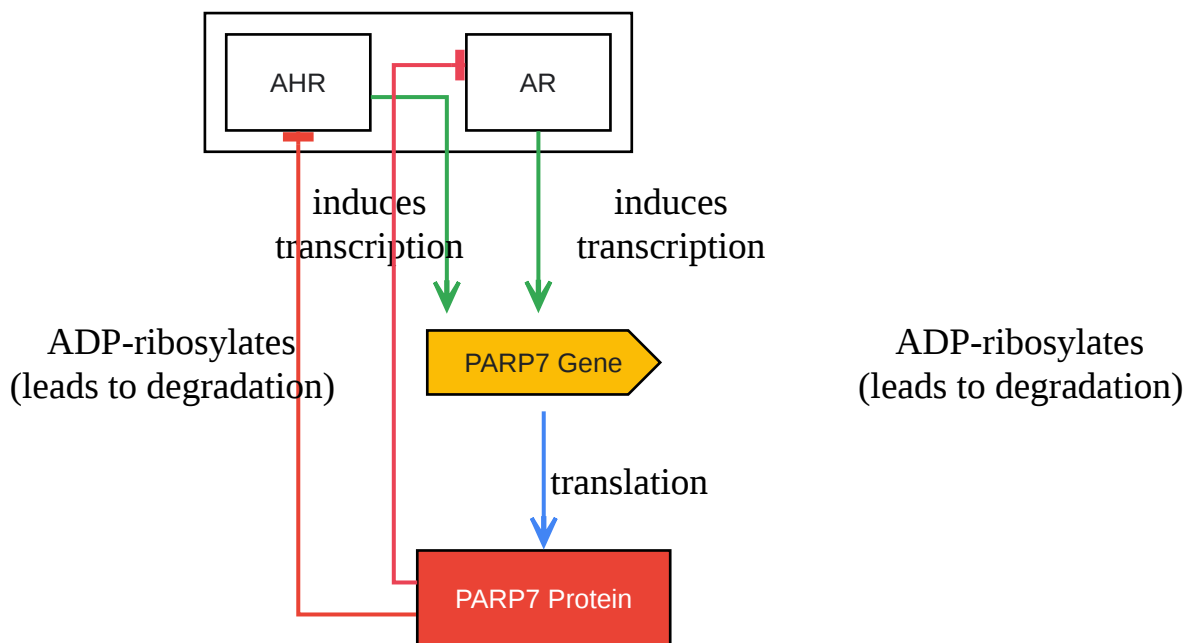 AHR
AR
induces
transcription
induces
transcription
ADP-ribosylates
(leads to degradation)
PARP7 Gene
ADP-ribosylates
(leads to degradation)
translation
PARP7 Protein